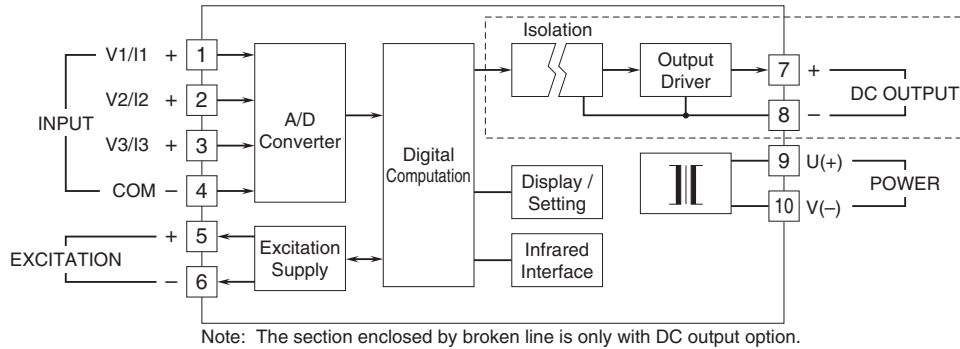 Isolation
V1/I1 + 1
V2/I2 + 2
V3/I3 + 3
COM − 4
INPUT
A/D
Converter
Digital
Computation
Output
Driver
7 +
8 −
DC OUTPUT
9 U(+)
10 V(−)
POWER
Display /
Setting
Infrared
Interface
+ 5
− 6
EXCITATION
Excitation
Supply
Note: The section enclosed by broken line is only with DC output option.